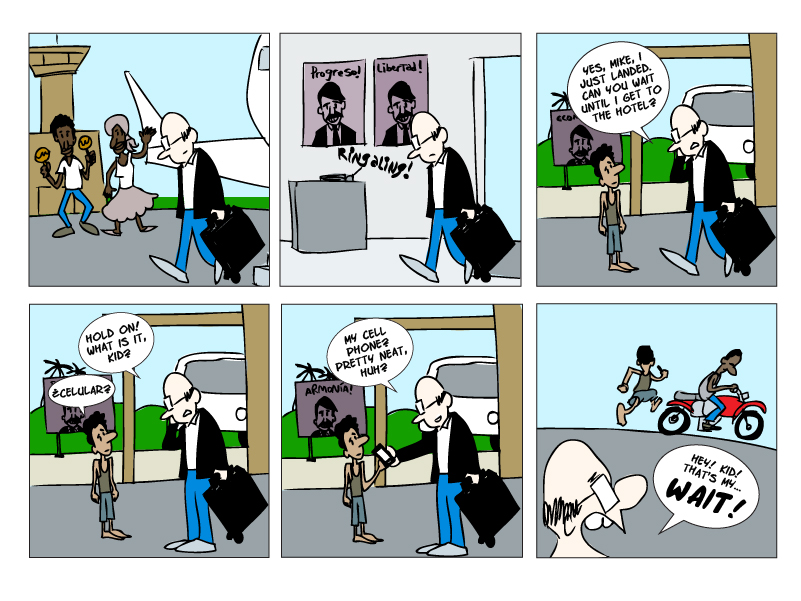 Progreso!
Libertad!
RiNgaliNg!
YES, MIKE, I
JUST LANDED.
CAN YOU WAIT
UNTIL I GET TO
THE HOTEL?
HOLD ON!
WHAT IS IT,
KID?
¿CELULAR?
MY CELL
PHONE?
PRETTY NEAT,
HUH?
ARMONÍA!
HEY! KID!
THAT'S MY...
WAIT!